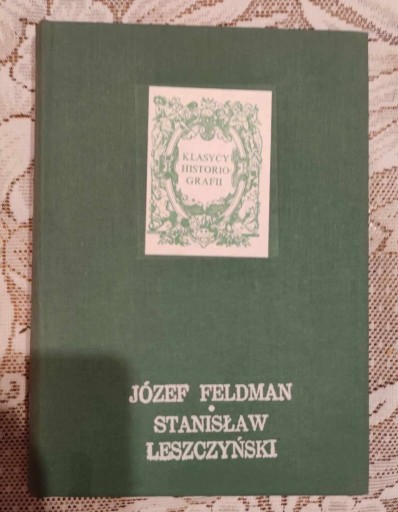 KLASYCY
HISTORIO
GRAFII
JÓZEF FELDMAN
•
STANISŁAW
LESZCZYŃSKI